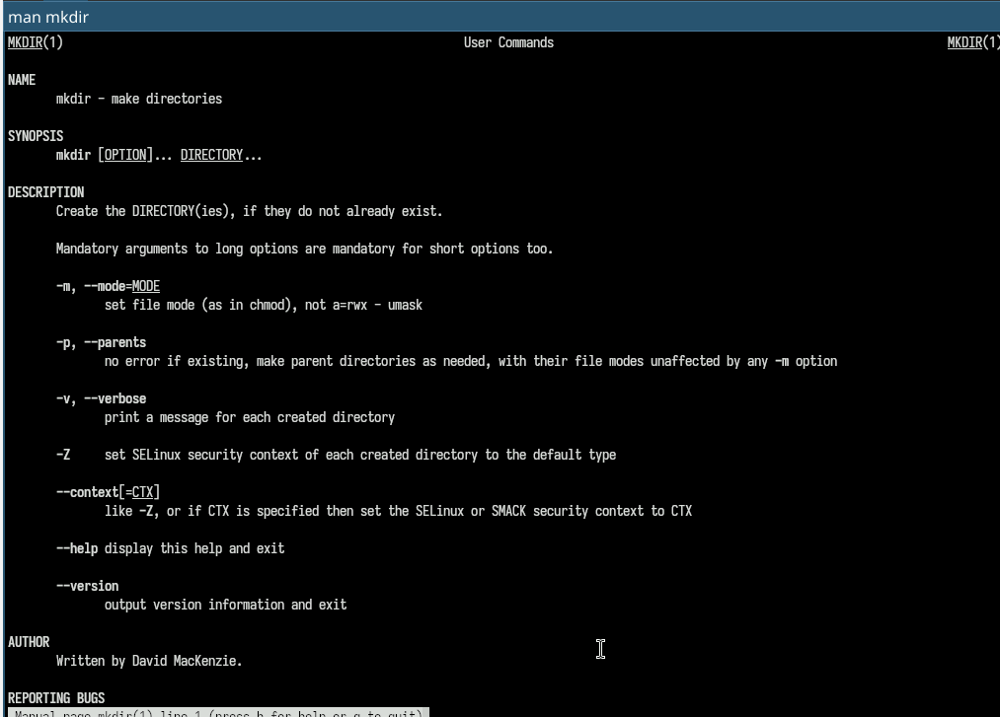 man mkdir
MKDIR(1) User Commands MKDIR(1)
NAME
mkdir - make directories
SYNOPSIS
mkdir [OPTION]... DIRECTORY...
DESCRIPTION
Create the DIRECTORY(ies), if they do not already exist.
Mandatory arguments to long options are mandatory for short options too.
-m, --mode=MODE
set file mode (as in chmod), not a=rwx - umask
-p, --parents
no error if existing, make parent directories as needed, with their file modes unaffected by any -m option
-v, --verbose
print a message for each created directory
-Z set SELinux security context of each created directory to the default type
--context[=CTX]
like -Z, or if CTX is specified then set the SELinux or SMACK security context to CTX
--help display this help and exit
--version
output version information and exit
AUTHOR
Written by David MacKenzie.
REPORTING BUGS
Manual page mkdir(1) line 1 (press h for help or q to quit)